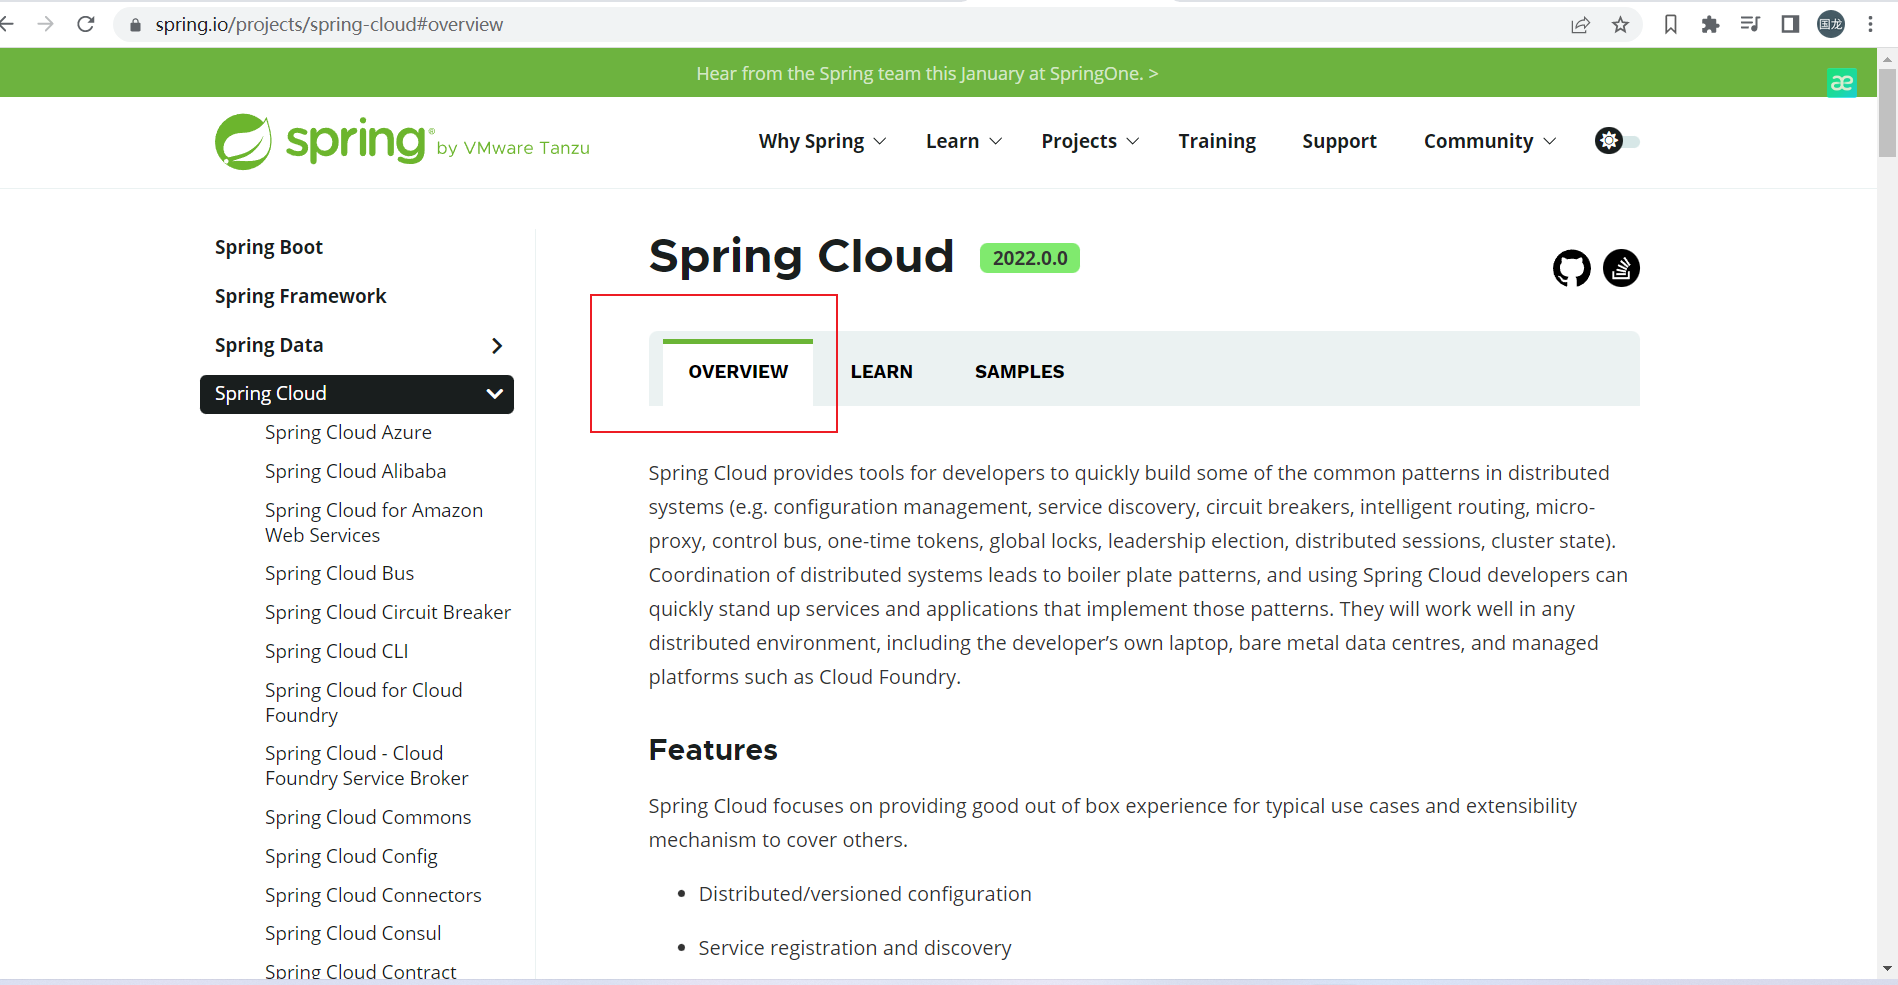 spring.io/projects/spring-cloud#overview
国龙
Hear from the Spring team this January at SpringOne. >
æ
spring® by VMware Tanzu
Why Spring
Learn
Projects
Training
Support
Community
Spring Boot
Spring Framework
Spring Data
Spring Cloud
Spring Cloud Azure
Spring Cloud Alibaba
Spring Cloud for Amazon
Web Services
Spring Cloud Bus
Spring Cloud Circuit Breaker
Spring Cloud CLI
Spring Cloud for Cloud
Foundry
Spring Cloud - Cloud
Foundry Service Broker
Spring Cloud Commons
Spring Cloud Config
Spring Cloud Connectors
Spring Cloud Consul
Spring Cloud Contract
Spring Cloud 2022.0.0
OVERVIEW
LEARN
SAMPLES
Spring Cloud provides tools for developers to quickly build some of the common patterns in distributed
systems (e.g. configuration management, service discovery, circuit breakers, intelligent routing, micro-
proxy, control bus, one-time tokens, global locks, leadership election, distributed sessions, cluster state).
Coordination of distributed systems leads to boiler plate patterns, and using Spring Cloud developers can
quickly stand up services and applications that implement those patterns. They will work well in any
distributed environment, including the developer’s own laptop, bare metal data centres, and managed
platforms such as Cloud Foundry.
Features
Spring Cloud focuses on providing good out of box experience for typical use cases and extensibility
mechanism to cover others.
• Distributed/versioned configuration
• Service registration and discovery